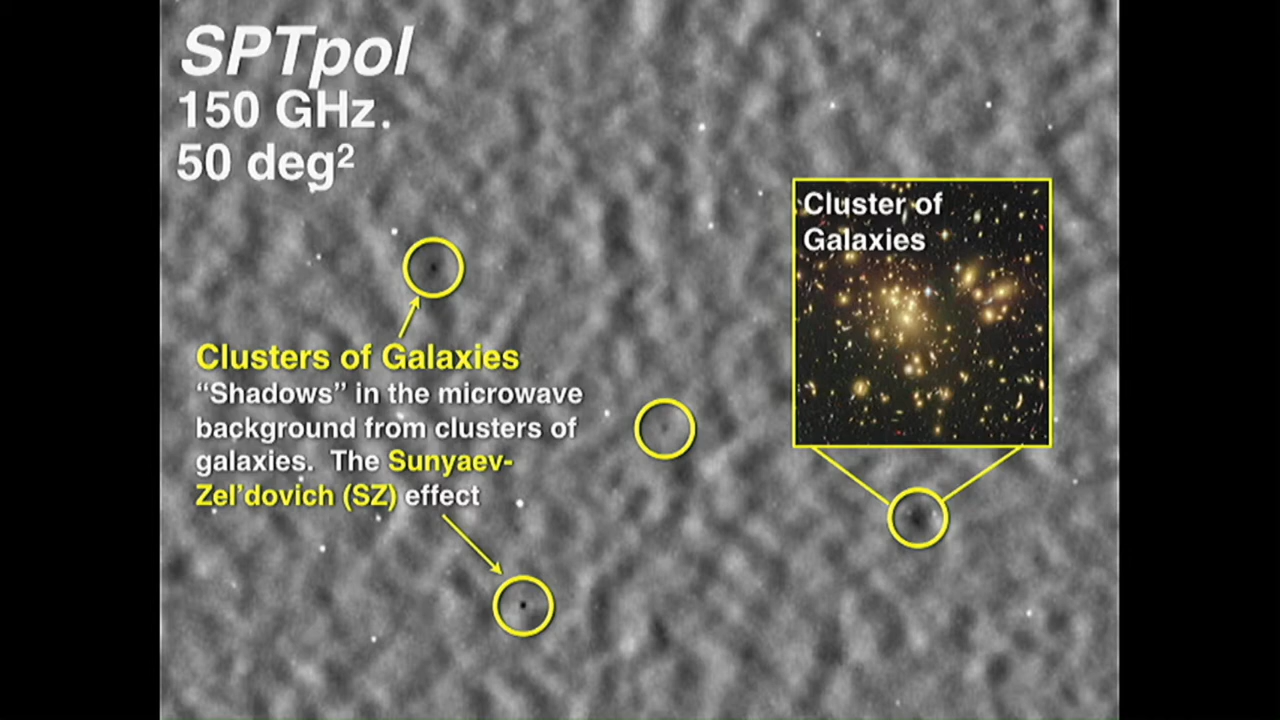 SPTpol
150 GHz.
50 deg²
Cluster of
Galaxies
Clusters of Galaxies
“Shadows” in the microwave
background from clusters of
galaxies. The Sunyaev-
Zel’dovich (SZ) effect